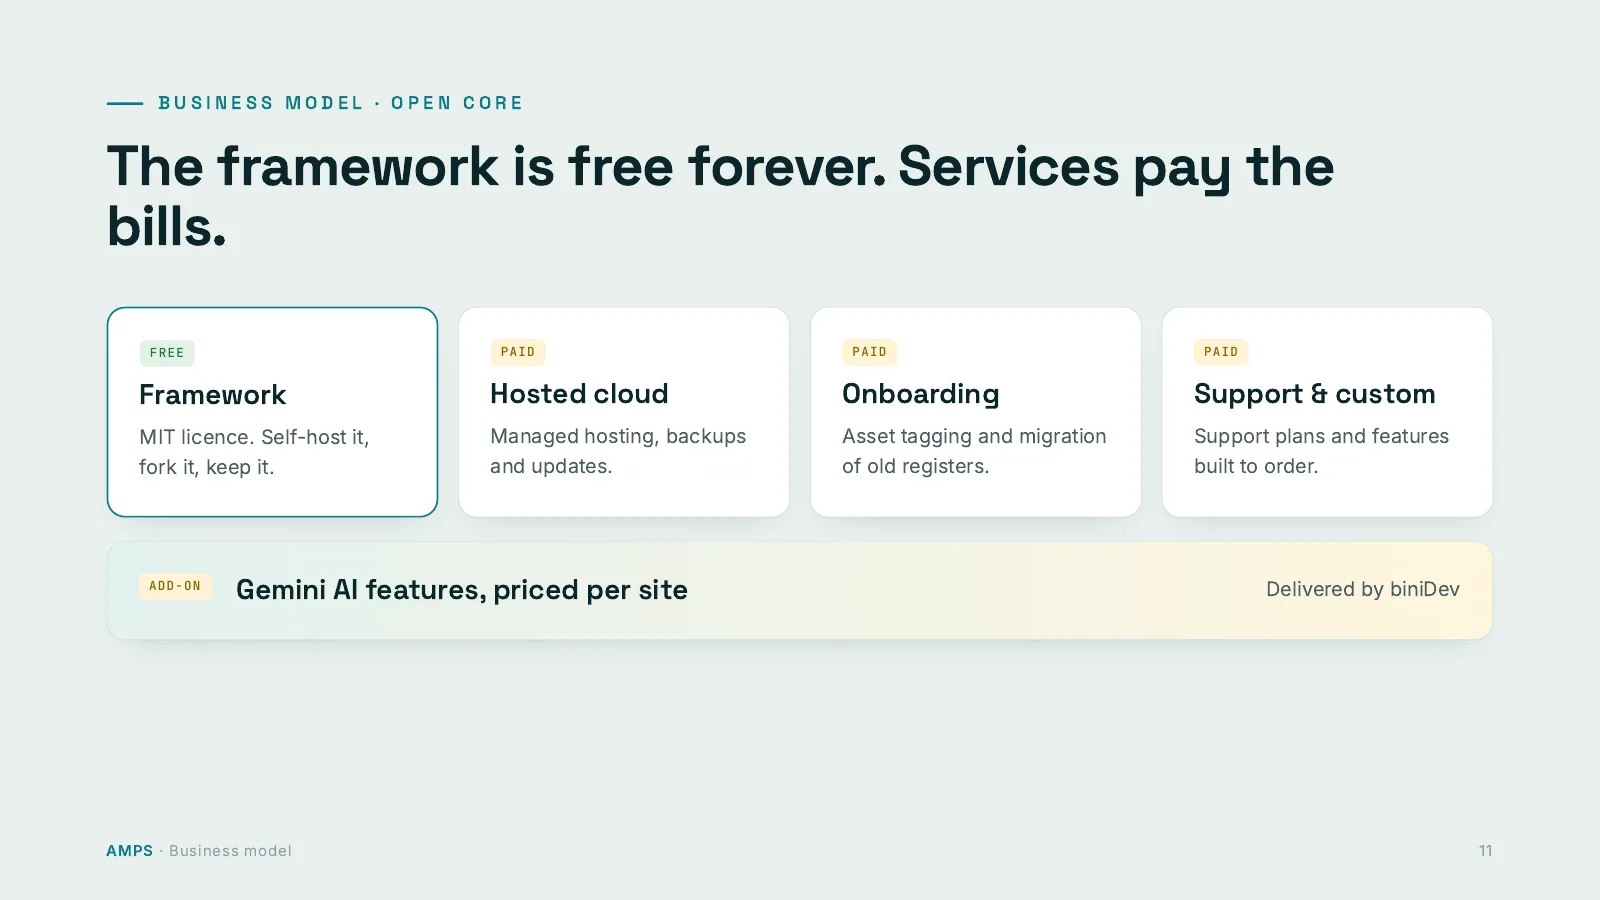 BUSINESS MODEL · OPEN CORE
The framework is free forever. Services pay the
bills.
FREE
Framework
MIT licence. Self-host it,
fork it, keep it.
PAID
Hosted cloud
Managed hosting, backups
and updates.
PAID
Onboarding
Asset tagging and migration
of old registers.
PAID
Support & custom
Support plans and features
built to order.
ADD-ON
Gemini AI features, priced per site
Delivered by biniDev
AMPS · Business model
11